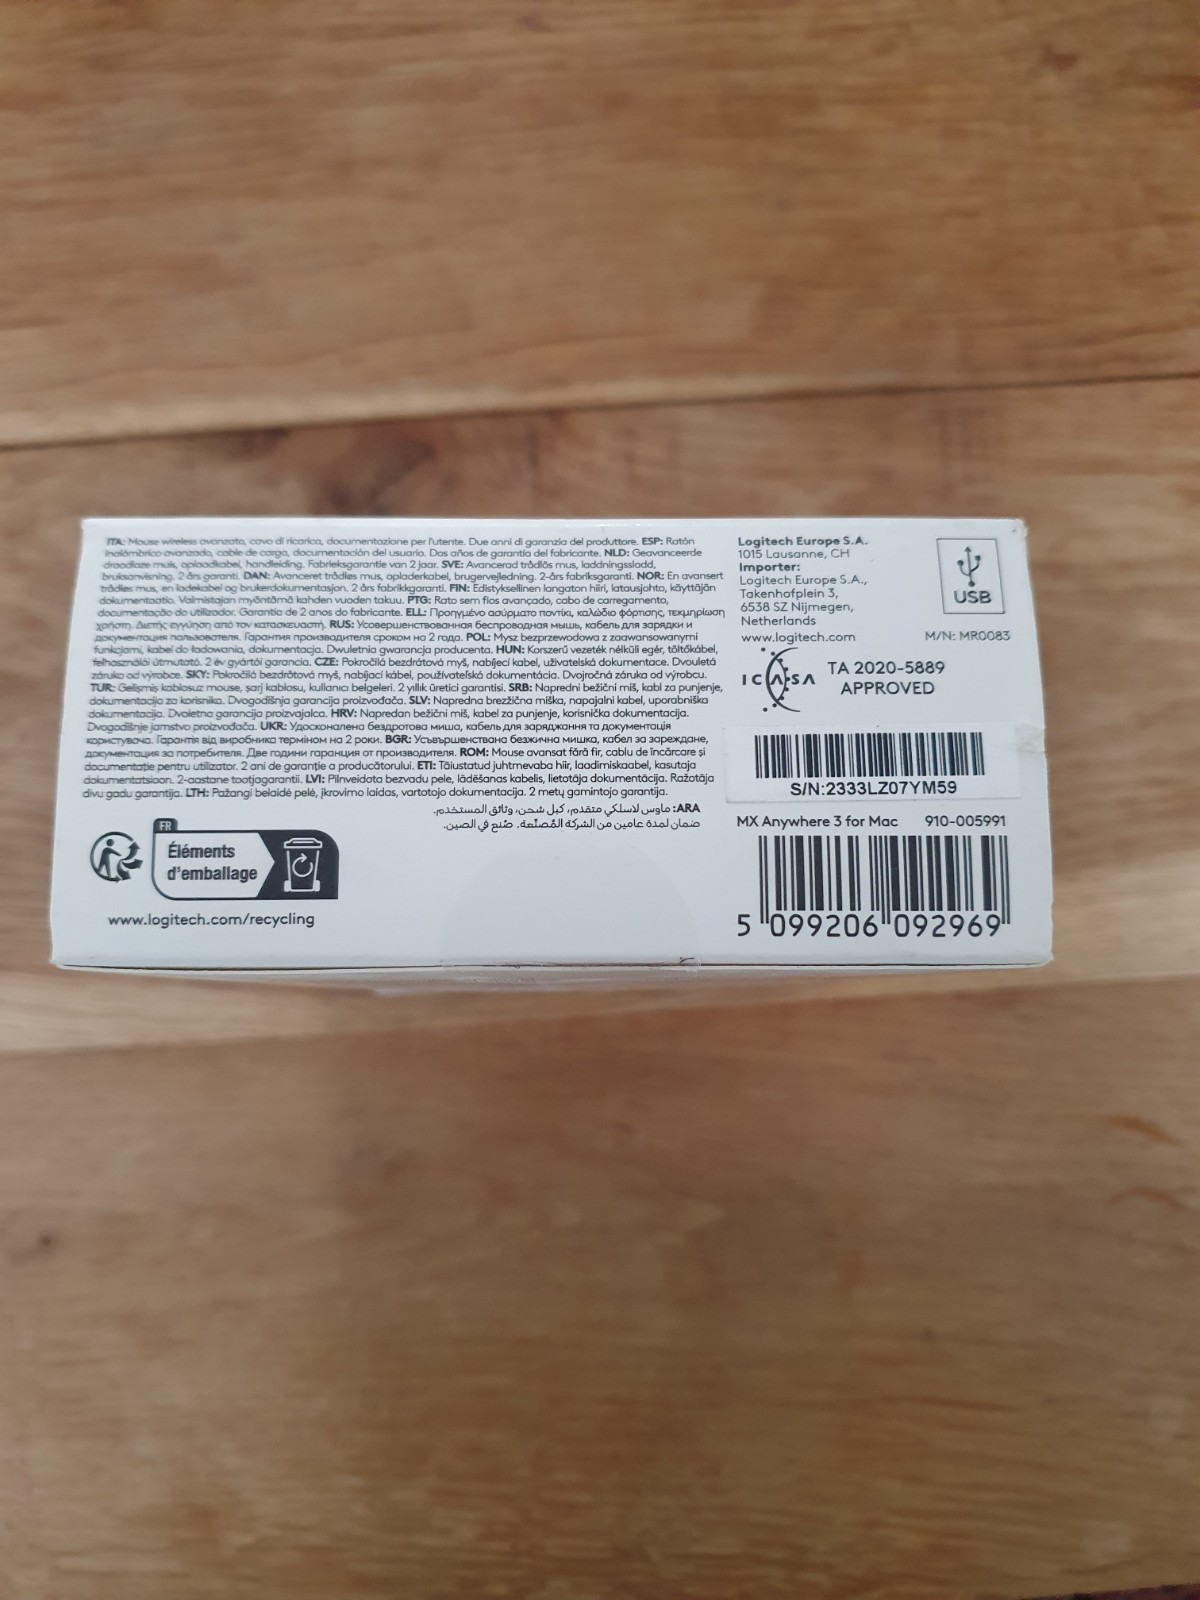 ITA: Mouse wireless avanzato, cavo di ricarica, documentazione per l'utente. Due anni di garanzia del produttore. ESP: Ratón
inalámbrico avanzado, cable de carga, documentación del usuario. Dos años de garantía del fabricante. NLD: Geavanceerde
draadloze muis, oplaadkabel, handleiding. Fabrieksgarantie van 2 jaar. SVE: Avancerad trådlös mus, laddningssladd,
bruksanvisning. 2 års garanti. DAN: Avanceret trådløs mus, opladerkabel, brugervejledning. 2-års fabriksgaranti. NOR: En avansert
trådløs mus, en ladekabel og brukerdokumentasjon. 2 års fabrikkgaranti. FIN: Edistyksellinen langaton hiiri, latausjohto, käyttäjän
dokumentaatio. Valmistajan myöntämä kahden vuoden takuu. PTG: Rato sem fios avançado, cabo de carregamento,
documentação do utilizador. Garantia de 2 anos do fabricante. ELL: Προηγμένο ασύρματο ποντίκι, καλώδιο φόρτισης, τεκμηρίωση
χρήστη. Διετής εγγύηση από τον κατασκευαστή. RUS: Усовершенствованная беспроводная мышь, кабель для зарядки и
документация пользователя. Гарантия производителя сроком на 2 года. POL: Mysz bezprzewodowa z zaawansowanymi
funkcjami, kabel do ładowania, dokumentacja. Dwuletnia gwarancja producenta. HUN: Korszerű vezeték nélküli egér, töltőkábel,
felhasználói útmutató. 2 év gyártói garancia. CZE: Pokročilá bezdrátová myš, nabíjecí kabel, uživatelská dokumentace. Dvouletá
záruka od výrobce. SKY: Pokročilá bezdrôtová myš, nabíjací kábel, používateľská dokumentácia. Dvojročná záruka od výrobcu.
TUR: Gelişmiş kablosuz mouse, şarj kablosu, kullanıcı belgeleri. 2 yıllık üretici garantisi. SRB: Napredni bežični miš, kabl za punjenje,
dokumentacija za korisnika. Dvogodišnja garancija proizvođača. SLV: Napredna brezžična miška, napajalni kabel, uporabniška
dokumentacija. Dvoletna garancija proizvajalca. HRV: Napredan bežični miš, kabel za punjenje, korisnička dokumentacija.
Dvogodišnje jamstvo proizvođača. UKR: Удосконалена бездротова миша, кабель для заряджання та документація
користувача. Гарантія від виробника терміном на 2 роки. BGR: Усъвършенствана безжична мишка, кабел за зареждане,
документация за потребителя. Две години гаранция от производителя. ROM: Mouse avansat fără fir, cablu de încărcare și
documentație pentru utilizator. 2 ani de garanție a producătorului. ETI: Täiustatud juhtmevaba hiir, laadimiskaabel, kasutaja
dokumentatsioon. 2-aastane tootjagarantii. LVI: Pilnveidota bezvadu pele, lādēšanas kabelis, lietotāja dokumentācija. Ražotāja
divu gadu garantija. LTH: Pažangi belaidė pelė, įkrovimo laidas, vartotojo dokumentacija. 2 metų gamintojo garantija.
ARA: ماوس لاسلكي متقدم، كبل شحن، وثائق المستخدم.
ضمان لمدة عامين من الشركة المُصنّعة. صُنع في الصين.
FR
Éléments
d'emballage
www.logitech.com/recycling
Logitech Europe S.A.
1015 Lausanne, CH
Importer:
Logitech Europe S.A.,
Takenhofplein 3,
6538 SZ Nijmegen,
Netherlands
www.logitech.com
USB
M/N: MR0083
ICASA
TA 2020-5889
APPROVED
S/N:2333LZ07YM59
MX Anywhere 3 for Mac 910-005991
5 099206 092969